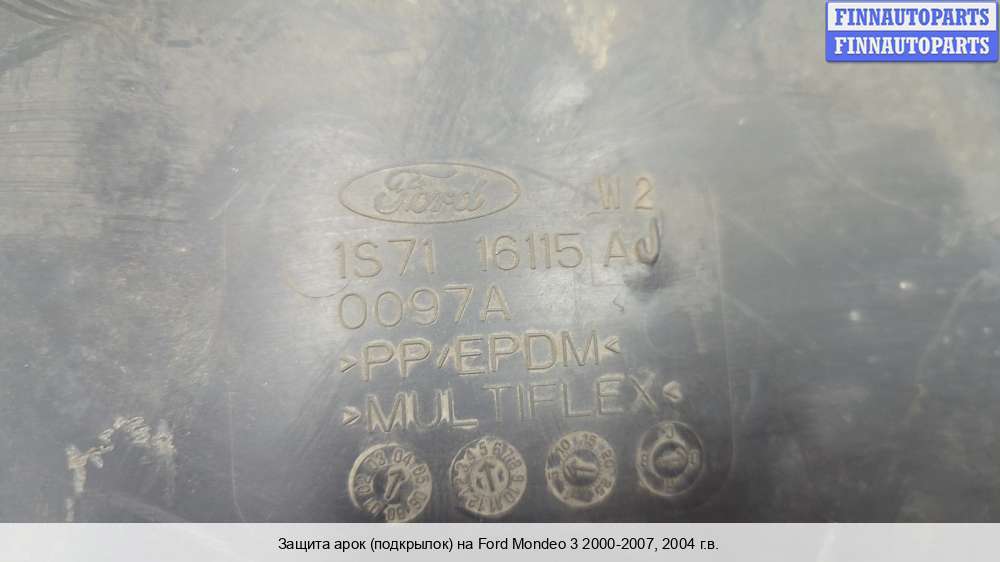 FINNAUTOPARTS
FINNAUTOPARTS
Ford W2
1S71 16115 AJ
0097A
>PP/EPDM<
>MULTIFLEX<
Защита арок (подкрылок) на Ford Mondeo 3 2000-2007, 2004 г.в.